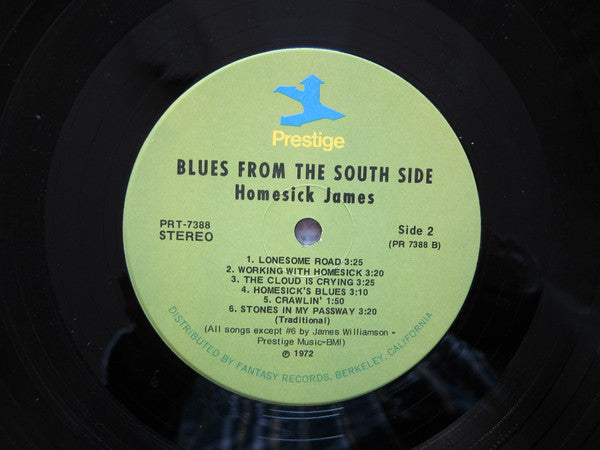 Prestige
BLUES FROM THE SOUTH SIDE
Homesick James
PRT-7388
STEREO
Side 2
(PR 7388 B)
1. LONESOME ROAD 3:25
2. WORKING WITH HOMESICK 3:20
3. THE CLOUD IS CRYING 3:25
4. HOMESICK'S BLUES 3:10
5. CRAWLIN' 1:50
6. STONES IN MY PASSWAY 3:20
(Traditional)
(All songs except #6 by James Williamson -
Prestige Music-BMI)
℗ 1972
DISTRIBUTED BY FANTASY RECORDS, BERKELEY, CALIFORNIA